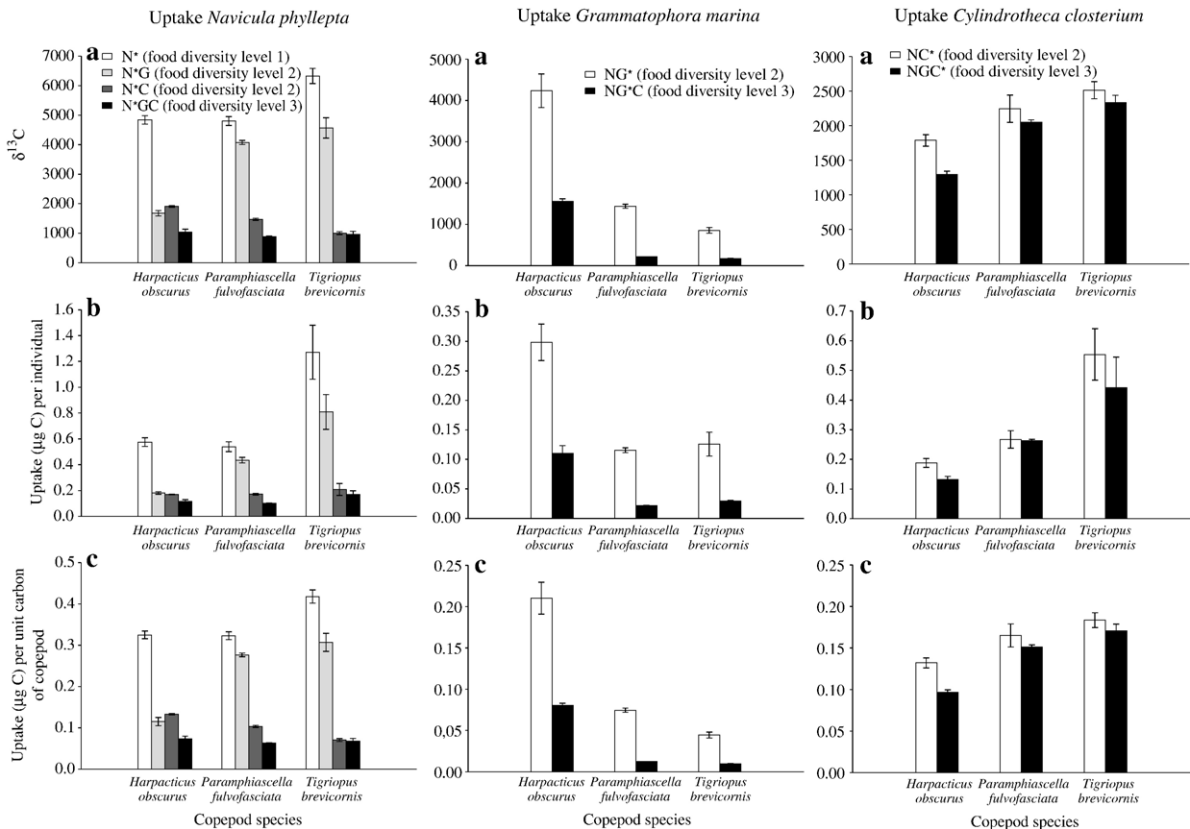 Uptake Navicula phyllepta
a
N* (food diversity level 1)
N*G (food diversity level 2)
N*C (food diversity level 2)
N*GC (food diversity level 3)
δ13C
7000
6000
5000
4000
3000
2000
1000
0
Harpacticus obscurus
Paramphiascella fulvofasciata
Tigriopus brevicornis
b
Uptake (µg C) per individual
1.6
1.4
1.2
1.0
0.8
0.6
0.4
0.2
0.0
Harpacticus obscurus
Paramphiascella fulvofasciata
Tigriopus brevicornis
c
Uptake (µg C) per unit carbon
of copepod
0.5
0.4
0.3
0.2
0.1
0.0
Harpacticus obscurus
Paramphiascella fulvofasciata
Tigriopus brevicornis
Copepod species
Uptake Grammatophora marina
a
NG* (food diversity level 2)
NG*C (food diversity level 3)
5000
4000
3000
2000
1000
0
Harpacticus obscurus
Paramphiascella fulvofasciata
Tigriopus brevicornis
b
0.35
0.30
0.25
0.20
0.15
0.10
0.05
0.00
Harpacticus obscurus
Paramphiascella fulvofasciata
Tigriopus brevicornis
c
0.25
0.20
0.15
0.10
0.05
0.00
Harpacticus obscurus
Paramphiascella fulvofasciata
Tigriopus brevicornis
Copepod species
Uptake Cylindrotheca closterium
a
NC* (food diversity level 2)
NGC* (food diversity level 3)
3000
2500
2000
1500
1000
500
0
Harpacticus obscurus
Paramphiascella fulvofasciata
Tigriopus brevicornis
b
0.7
0.6
0.5
0.4
0.3
0.2
0.1
0.0
Harpacticus obscurus
Paramphiascella fulvofasciata
Tigriopus brevicornis
c
0.30
0.25
0.20
0.15
0.10
0.05
0.00
Harpacticus obscurus
Paramphiascella fulvofasciata
Tigriopus brevicornis
Copepod species